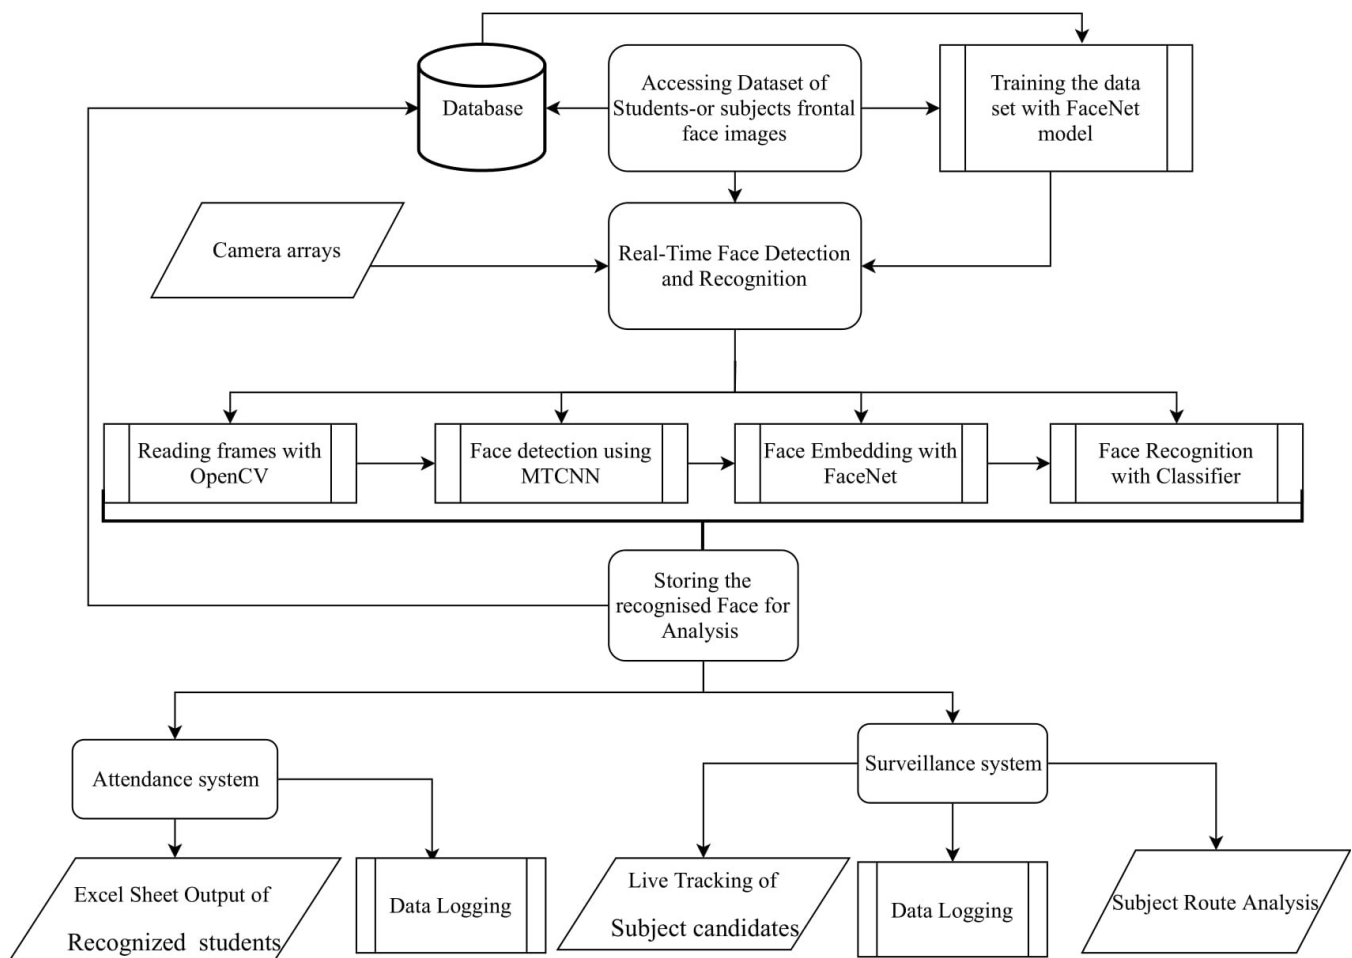 Database
Accessing Dataset of
Students-or subjects frontal
face images
Training the data
set with FaceNet
model
Camera arrays
Real-Time Face Detection
and Recognition
Reading frames with
OpenCV
Face detection using
MTCNN
Face Embedding with
FaceNet
Face Recognition
with Classifier
Storing the
recognised Face for
Analysis
Attendance system
Surveillance system
Excel Sheet Output of
Recognized students
Data Logging
Live Tracking of
Subject candidates
Data Logging
Subject Route Analysis